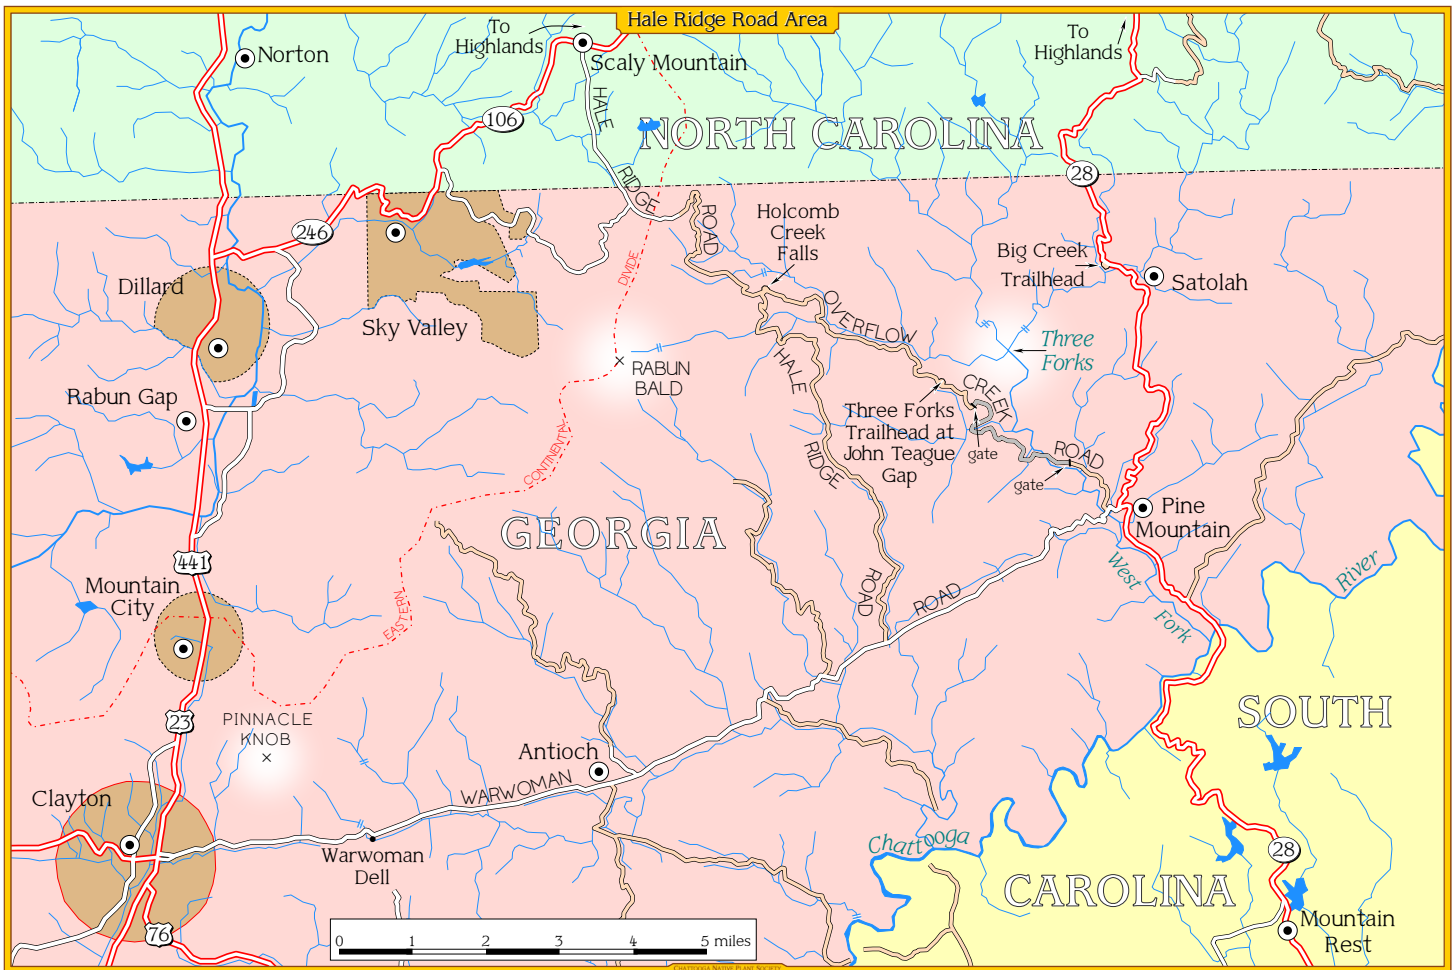 Hale Ridge Road Area
To
Highlands
Norton
Scaly Mountain
To
Highlands
HALE
106
NORTH CAROLINA
28
RIDGE
ROAD
Holcomb
Creek
Falls
246
Big Creek
Trailhead
Satolah
DIVIDE
Dillard
Sky Valley
OVERFLOW
Three
Forks
RABUN
BALD
HALE
CREEK
Rabun Gap
Three Forks
Trailhead at
John Teague
Gap
gate
ROAD
gate
CONTINENTAL
RIDGE
Pine
Mountain
GEORGIA
441
West
Fork
River
Mountain
City
EASTERN
ROAD
ROAD
SOUTH
23
PINNACLE
KNOB
Antioch
WARWOMAN
Clayton
Chattooga
Warwoman
Dell
28
CAROLINA
76
Mountain
Rest
0 1 2 3 4 5 miles
CHATTOOGA NATIVE PLANT SOCIETY